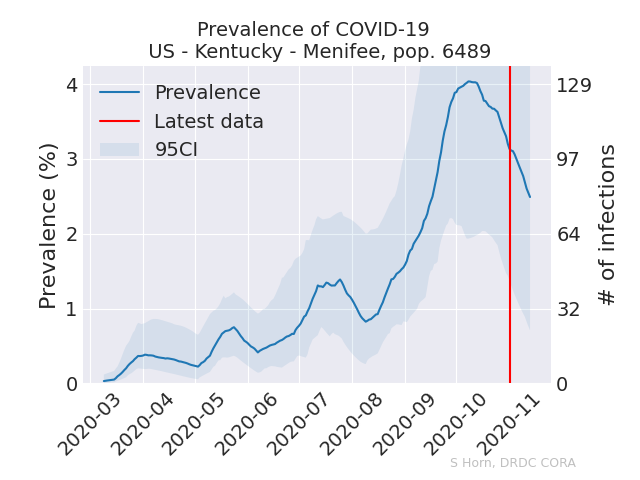 Prevalence of COVID-19
US - Kentucky - Menifee, pop. 6489
Prevalence
Latest data
95CI
Prevalence (%)
4
3
2
1
0
# of infections
129
97
64
32
0
2020-03
2020-04
2020-05
2020-06
2020-07
2020-08
2020-09
2020-10
2020-11
S Horn, DRDC CORA